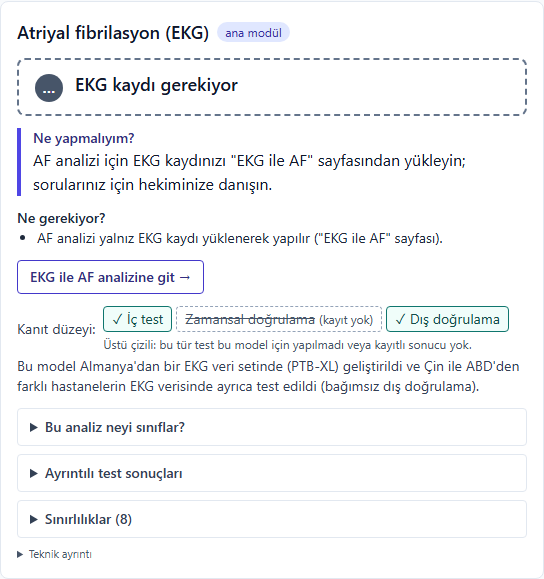 Atriyal fibrilasyon (EKG) ana modül
... EKG kaydı gerekiyor
Ne yapmalıyım?
AF analizi için EKG kaydınızı "EKG ile AF" sayfasından yükleyin;
sorularınız için hekiminize danışın.
Ne gerekiyor?
• AF analizi yalnız EKG kaydı yüklenerek yapılır ("EKG ile AF" sayfası).
EKG ile AF analizine git →
Kanıt düzeyi: ✓ İç test Zamansal doğrulama (kayıt yok) ✓ Dış doğrulama
Üstü çizili: bu tür test bu model için yapılmadı veya kayıtlı sonucu yok.
Bu model Almanya'dan bir EKG veri setinde (PTB-XL) geliştirildi ve Çin ile ABD'den
farklı hastanelerin EKG verisinde ayrıca test edildi (bağımsız dış doğrulama).
▶ Bu analiz neyi sınıflar?
▶ Ayrıntılı test sonuçları
▶ Sınırlılıklar (8)
▶ Teknik ayrıntı